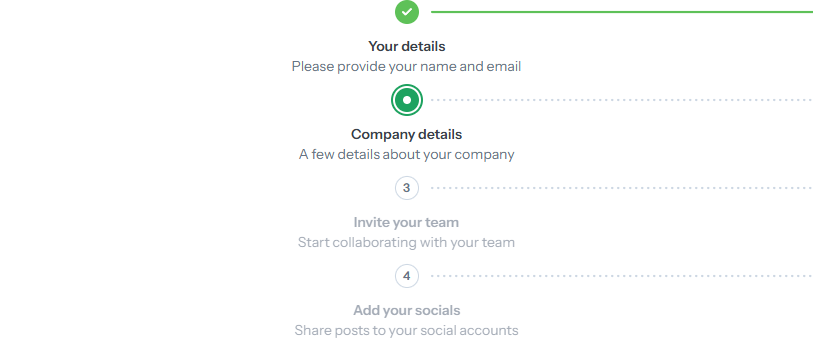 Your details
Please provide your name and email
Company details
A few details about your company
3
Invite your team
Start collaborating with your team
4
Add your socials
Share posts to your social accounts